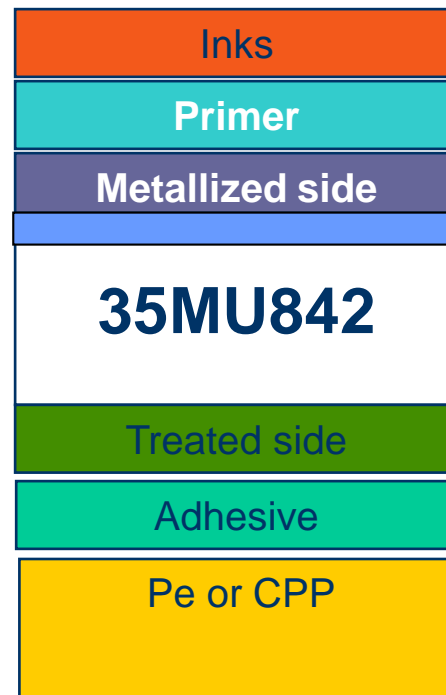 Inks
Primer
Metallized side
35MU842
Treated side
Adhesive
Pe or CPP